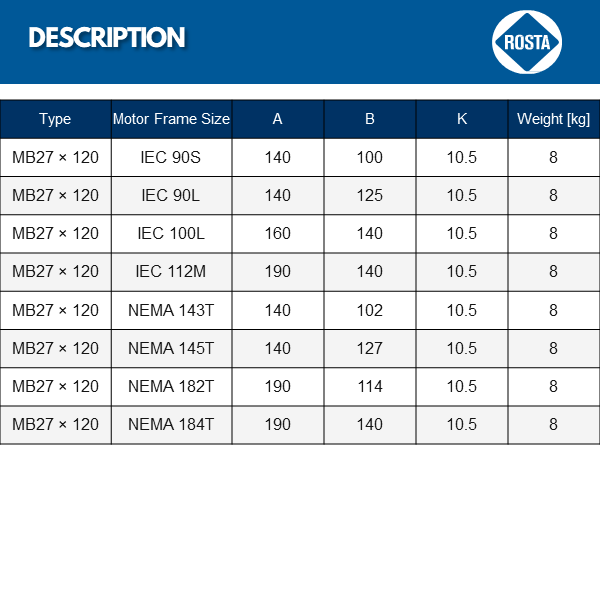 DESCRIPTION
ROSTA
Type Motor Frame Size A B K Weight [kg]
MB27 × 120 IEC 90S 140 100 10.5 8
MB27 × 120 IEC 90L 140 125 10.5 8
MB27 × 120 IEC 100L 160 140 10.5 8
MB27 × 120 IEC 112M 190 140 10.5 8
MB27 × 120 NEMA 143T 140 102 10.5 8
MB27 × 120 NEMA 145T 140 127 10.5 8
MB27 × 120 NEMA 182T 190 114 10.5 8
MB27 × 120 NEMA 184T 190 140 10.5 8